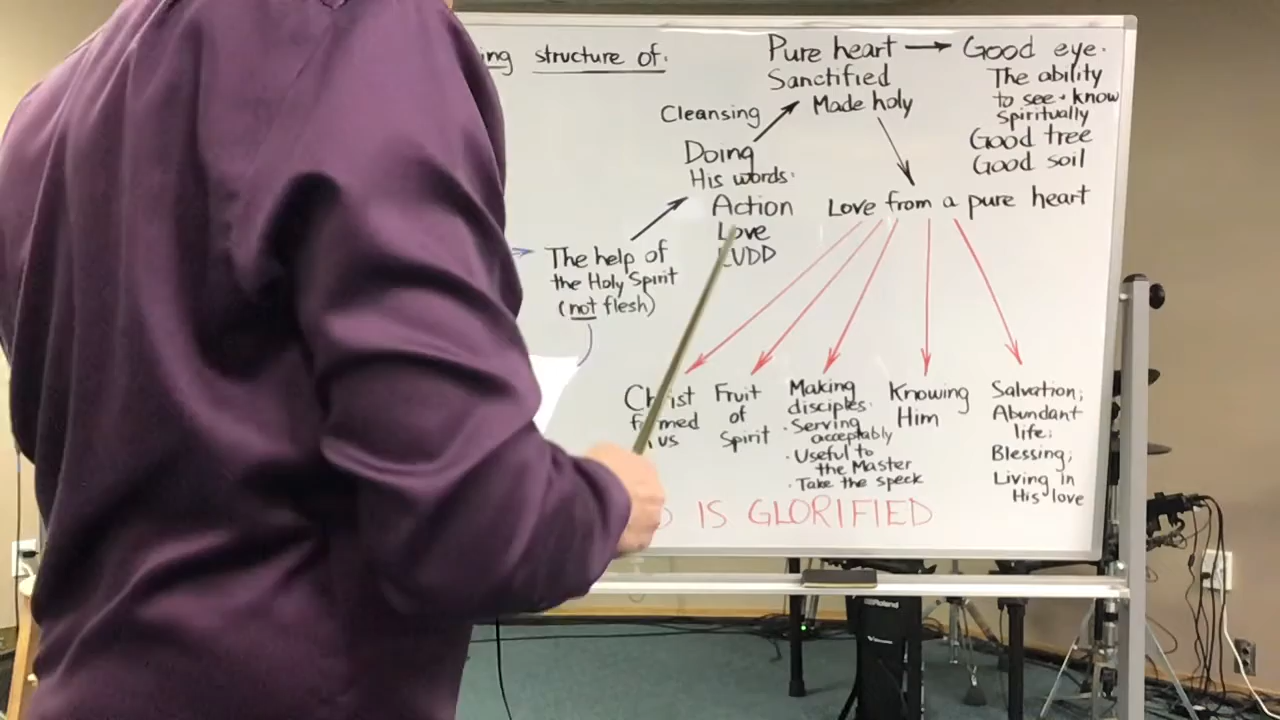 structure of.
Pure heart → Good eye.
Sanctified
Made holy
The ability
to see + know
spiritually
Good tree
Good soil
Cleansing
Doing
His words.
Action
Love
Love from a pure heart
The help of
the Holy Spirit
(not flesh)
Fruit
of
Spirit
Making
disciples.
· Serving
acceptably
· Useful to
the Master
· Take the speck
Knowing
Him
Salvation;
Abundant
life;
Blessing;
Living in
His love
IS GLORIFIED
Roland